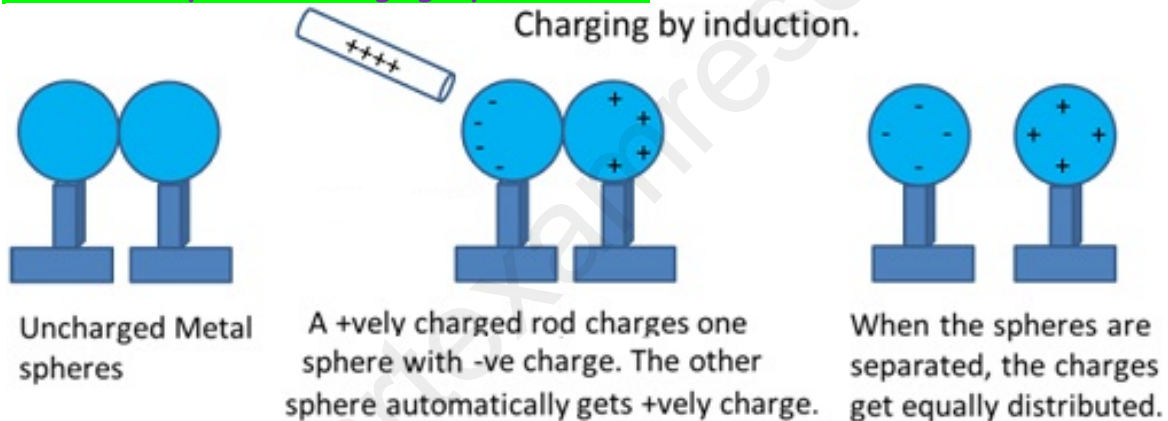 Charging by induction.
++++
- - - -
+ + + +
- - - -
+ + + +
Uncharged Metal
spheres
A +vely charged rod charges one
sphere with -ve charge. The other
sphere automatically gets +vely charge.
When the spheres are
separated, the charges
get equally distributed.